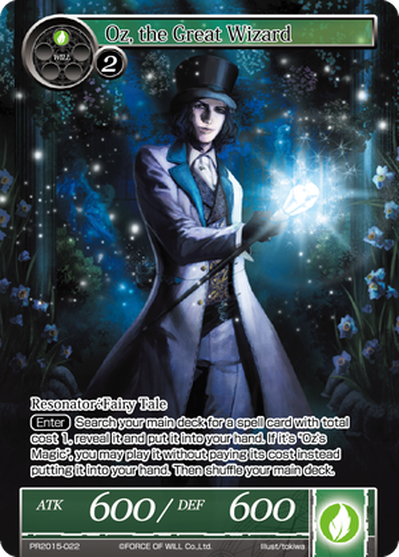 Oz, the Great Wizard
WILL
2
Resonator:Fairy Tale
Enter Search your main deck for a spell card with total
cost 1, reveal it and put it into your hand. If it's "Oz's
Magic", you may play it without paying its cost instead
putting it into your hand. Then shuffle your main deck.
ATK 600 / DEF 600
PR2015-022 ©FORCE OF WILL Co.,Ltd. Illust/tokiwa